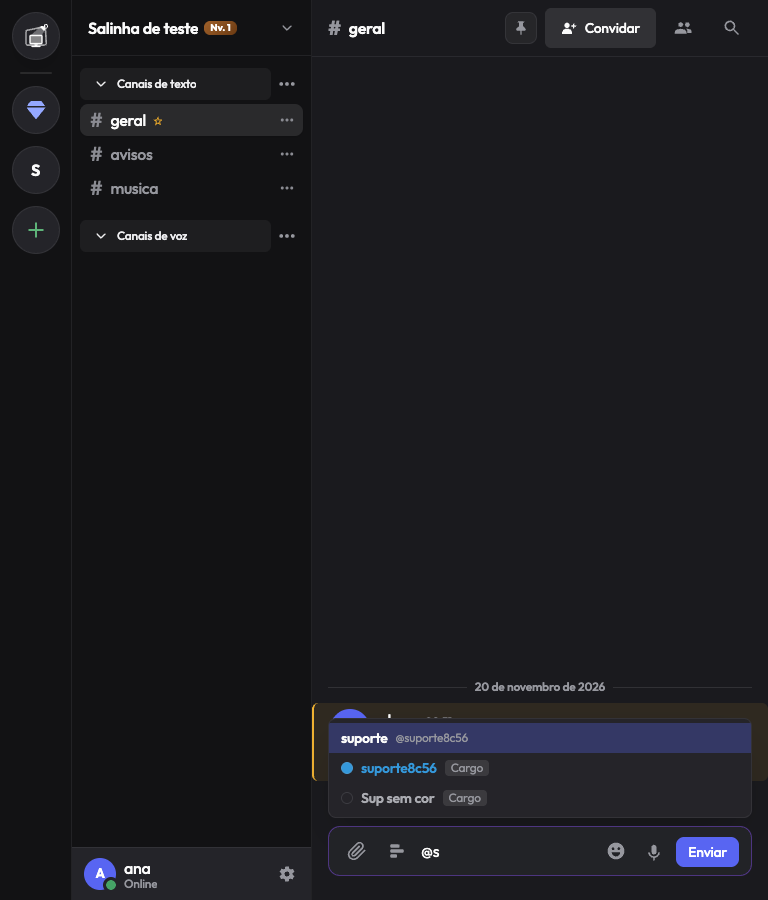 Salinha de teste Nv. 1
# geral
Convidar
Canais de texto
# geral
# avisos
# musica
Canais de voz
S
20 de novembro de 2026
suporte @suporte8c56
suporte8c56 Cargo
Sup sem cor Cargo
@s
Enviar
A
ana
Online